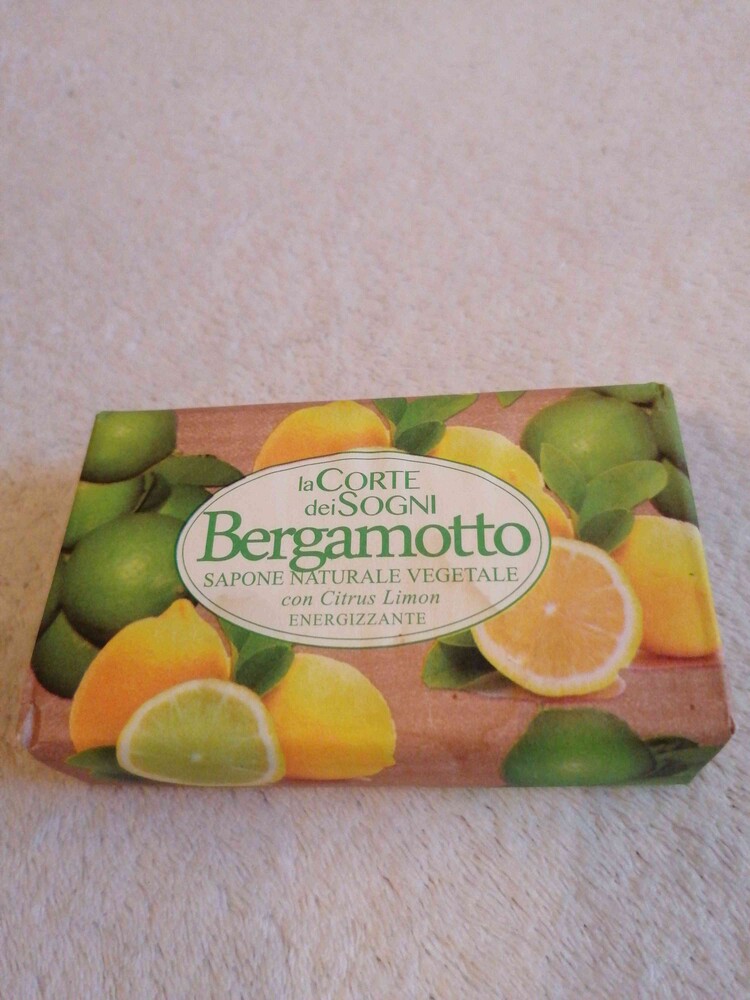 la CORTE
dei SOGNI
Bergamotto
SAPONE NATURALE VEGETALE
con Citrus Limon
ENERGIZZANTE